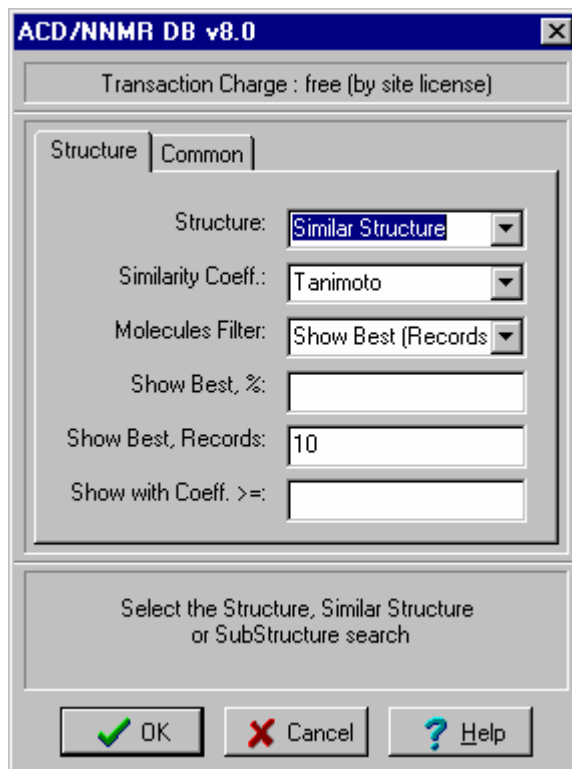 ACD/NNMR DB v8.0
Transaction Charge : free (by site license)
Structure Common
Structure: Similar Structure
Similarity Coeff.: Tanimoto
Molecules Filter: Show Best (Records
Show Best, %:
Show Best, Records: 10
Show with Coeff. >=:
Select the Structure, Similar Structure
or SubStructure search
OK Cancel Help